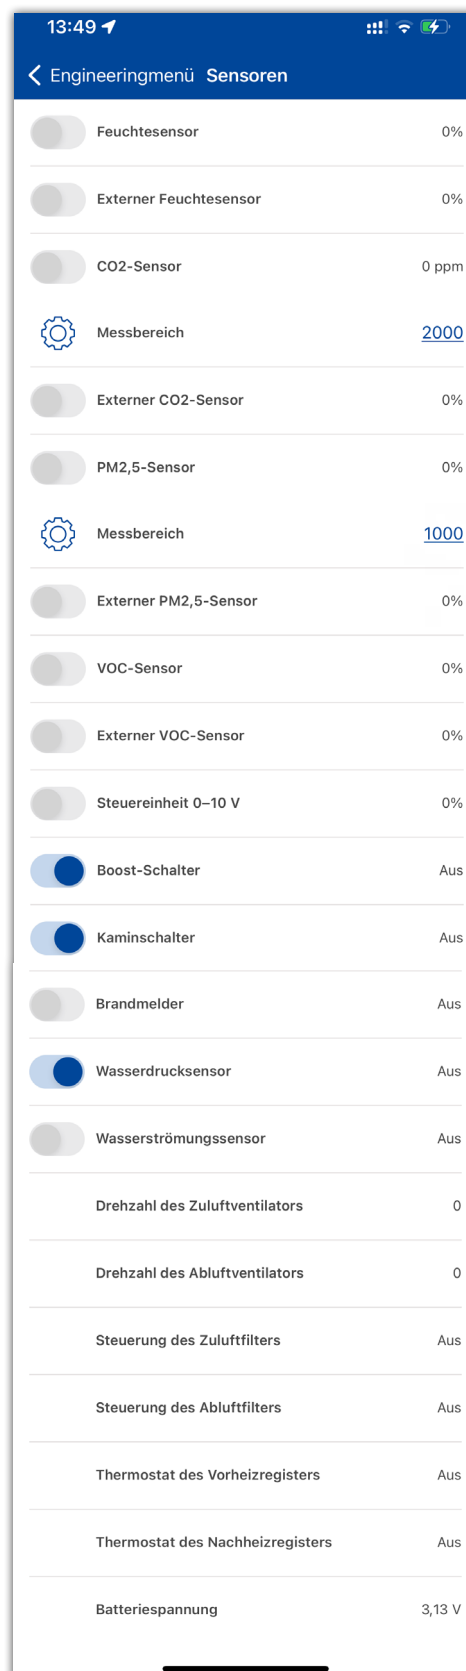 13:49
Engineeringmenü Sensoren
Feuchtesensor 0%
Externer Feuchtesensor 0%
CO2-Sensor 0 ppm
Messbereich 2000
Externer CO2-Sensor 0%
PM2,5-Sensor 0%
Messbereich 1000
Externer PM2,5-Sensor 0%
VOC-Sensor 0%
Externer VOC-Sensor 0%
Steuereinheit 0–10 V 0%
Boost-Schalter Aus
Kaminschalter Aus
Brandmelder Aus
Wasserdrucksensor Aus
Wasserströmungssensor Aus
Drehzahl des Zuluftventilators 0
Drehzahl des Abluftventilators 0
Steuerung des Zuluftfilters Aus
Steuerung des Abluftfilters Aus
Thermostat des Vorheizregisters Aus
Thermostat des Nachheizregisters Aus
Batteriespannung 3,13 V